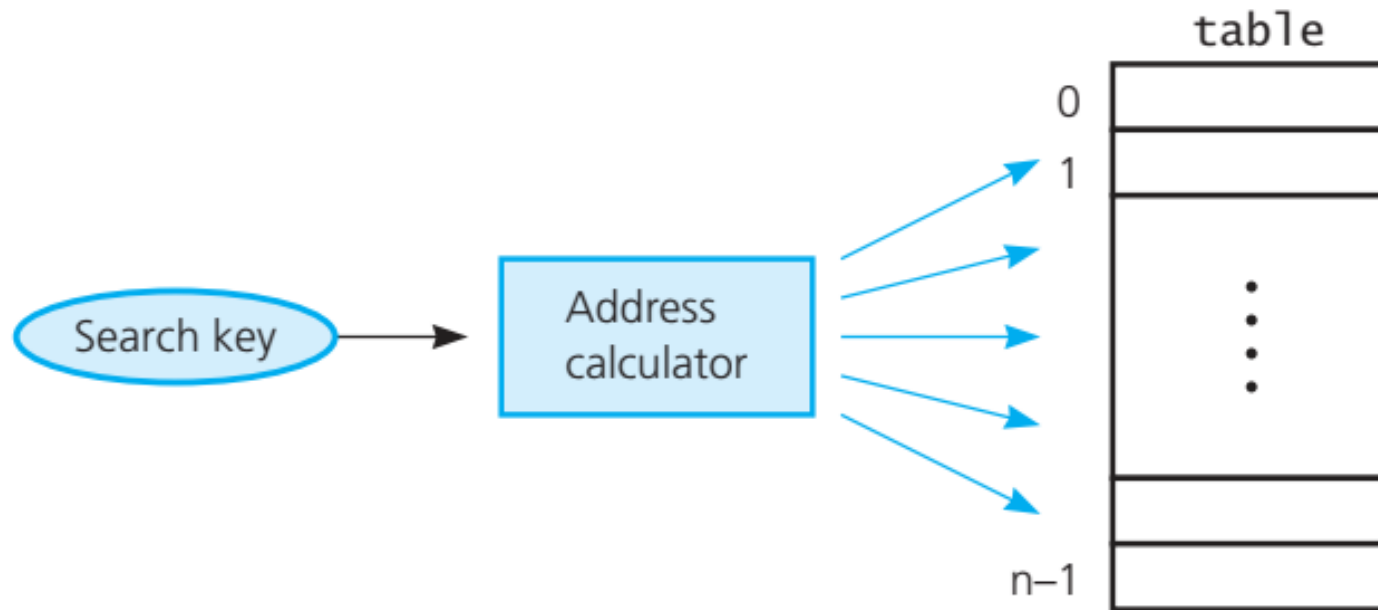 table
0
1
Search key
Address
calculator
n–1